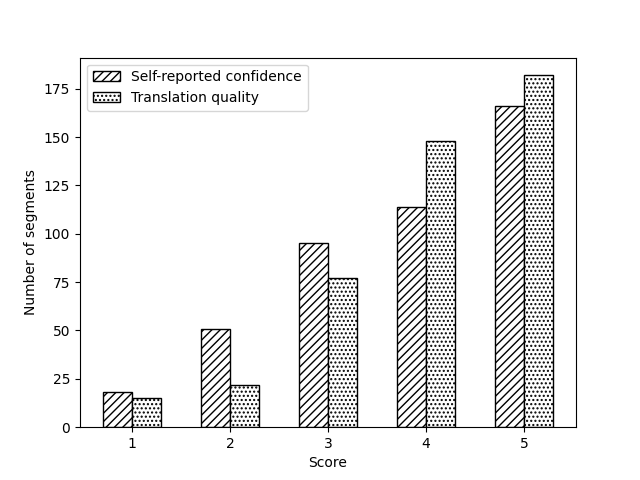 Self-reported confidence
Translation quality
175
150
125
100
75
50
25
0
Number of segments
1 2 3 4 5
Score